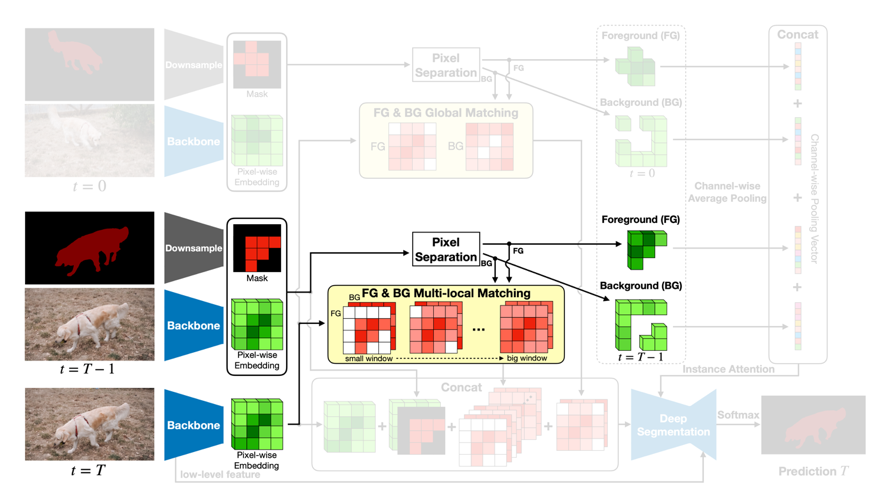 Downsample
Mask
Backbone
Pixel-wise
Embedding
t = 0
Pixel
Separation
FG
BG
FG & BG Global Matching
FG
BG
Foreground (FG)
Background (BG)
t = 0
Concat
+
+
+
Channel-wise Pooling Vector
Channel-wise
Average Pooling
Downsample
Mask
Backbone
Pixel-wise
Embedding
t = T − 1
Pixel
Separation
FG
BG
FG & BG Multi-local Matching
BG
FG
...
small window
big window
Foreground (FG)
Background (BG)
t = T − 1
Instance Attention
Backbone
Pixel-wise
Embedding
t = T
low-level feature
Concat
+
+
+
Deep
Segmentation
Softmax
Prediction T